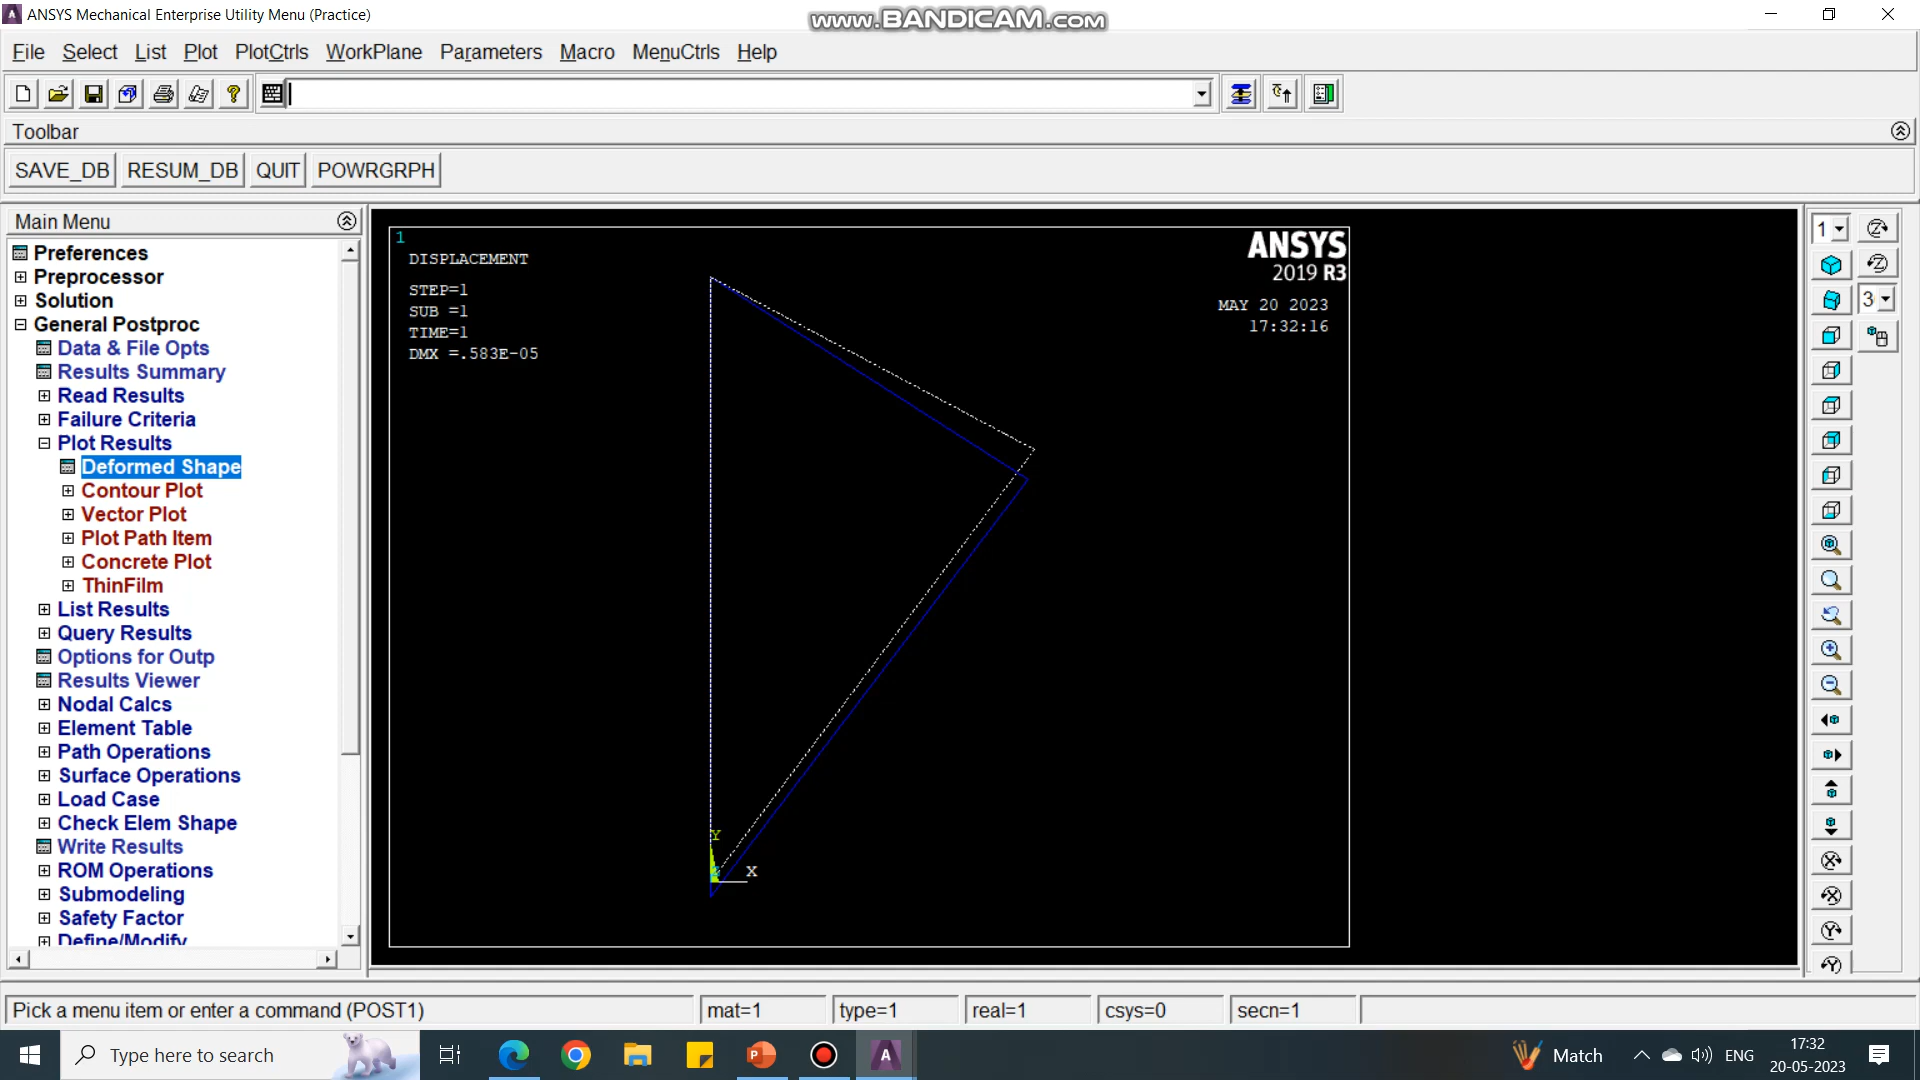 ANSYS Mechanical Enterprise Utility Menu (Practice)
www.BANDICAM.com
File Select List Plot PlotCtrls WorkPlane Parameters Macro MenuCtrls Help
Toolbar
SAVE_DB RESUM_DB QUIT POWRGRPH
Main Menu
Preferences
Preprocessor
Solution
General Postproc
Data & File Opts
Results Summary
Read Results
Failure Criteria
Plot Results
Deformed Shape
Contour Plot
Vector Plot
Plot Path Item
Concrete Plot
ThinFilm
List Results
Query Results
Options for Outp
Results Viewer
Nodal Calcs
Element Table
Path Operations
Surface Operations
Load Case
Check Elem Shape
Write Results
ROM Operations
Submodeling
Safety Factor
Define/Modify
1
DISPLACEMENT
STEP=1
SUB =1
TIME=1
DMX =.583E-05
ANSYS
2019 R3
MAY 20 2023
17:32:16
Y
X
1
3
Pick a menu item or enter a command (POST1)
mat=1
type=1
real=1
csys=0
secn=1
Type here to search
Match
ENG
17:32
20-05-2023